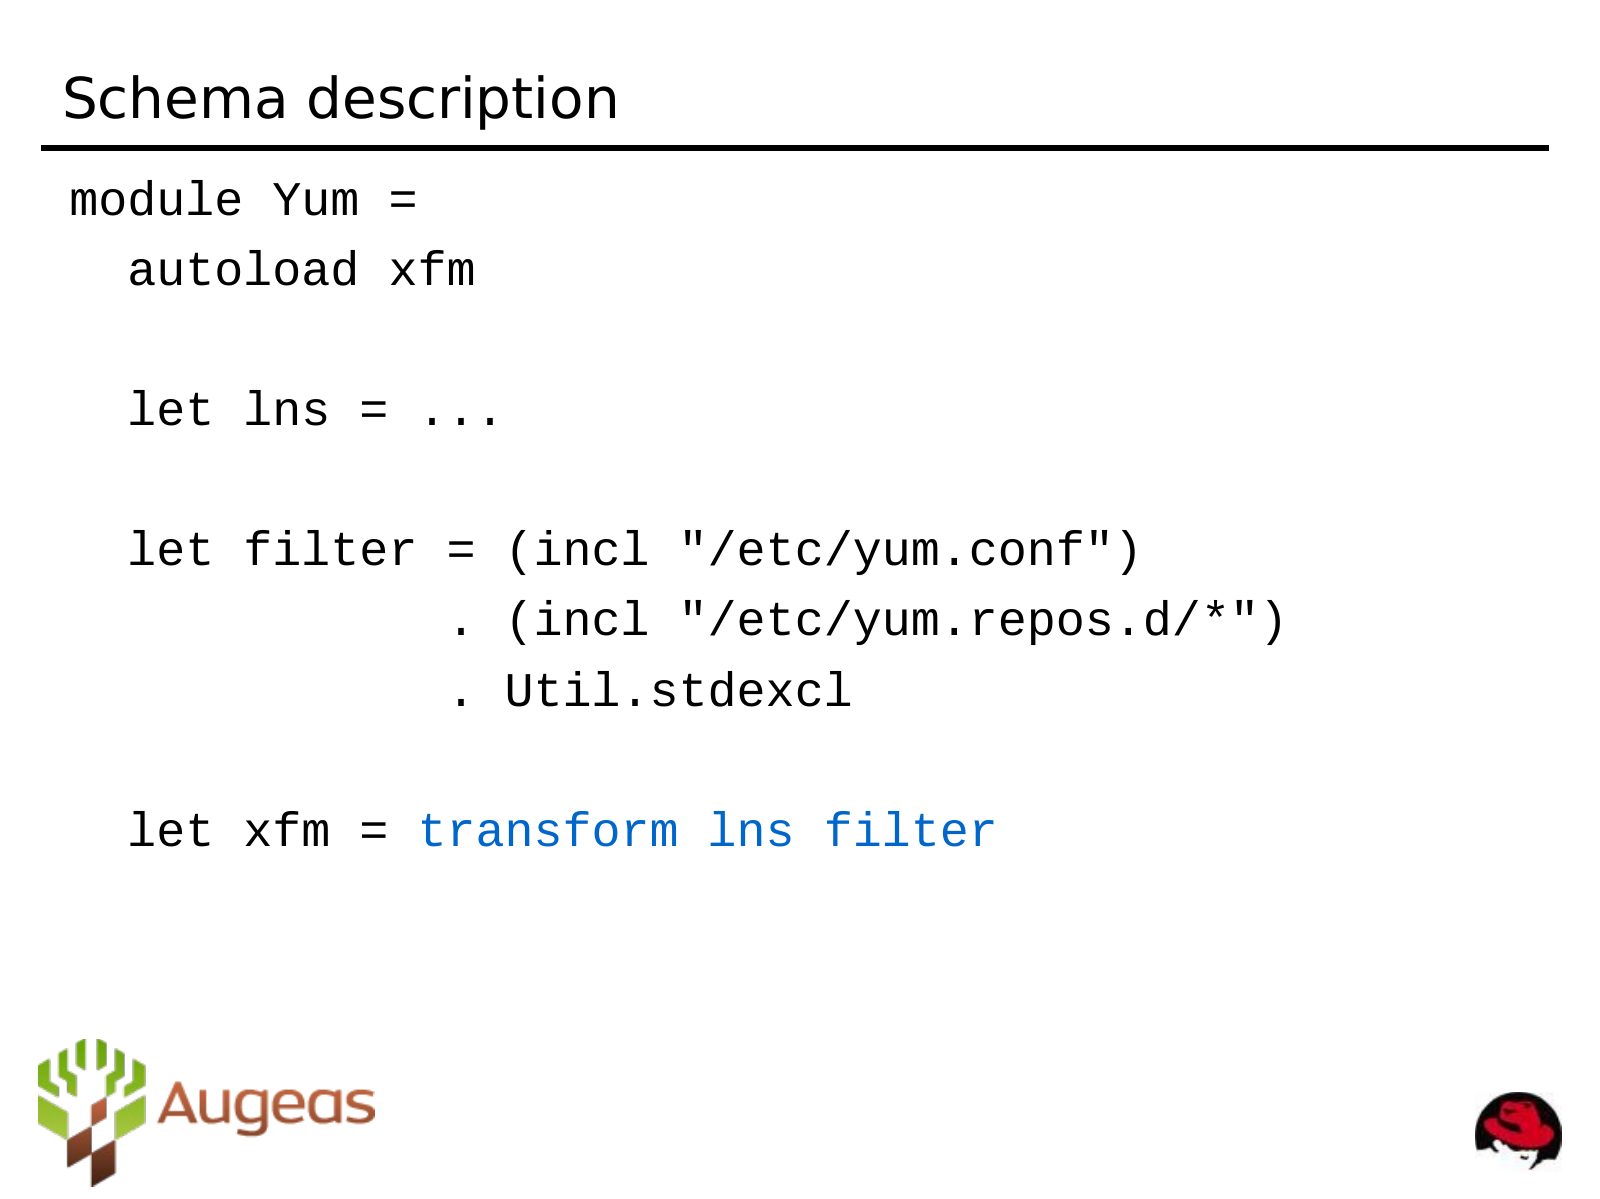 Schema description
module Yum =
  autoload xfm
  let lns = ...
  let filter = (incl "/etc/yum.conf")
             . (incl "/etc/yum.repos.d/*")
             . Util.stdexcl
  let xfm = transform lns filter
Augeas